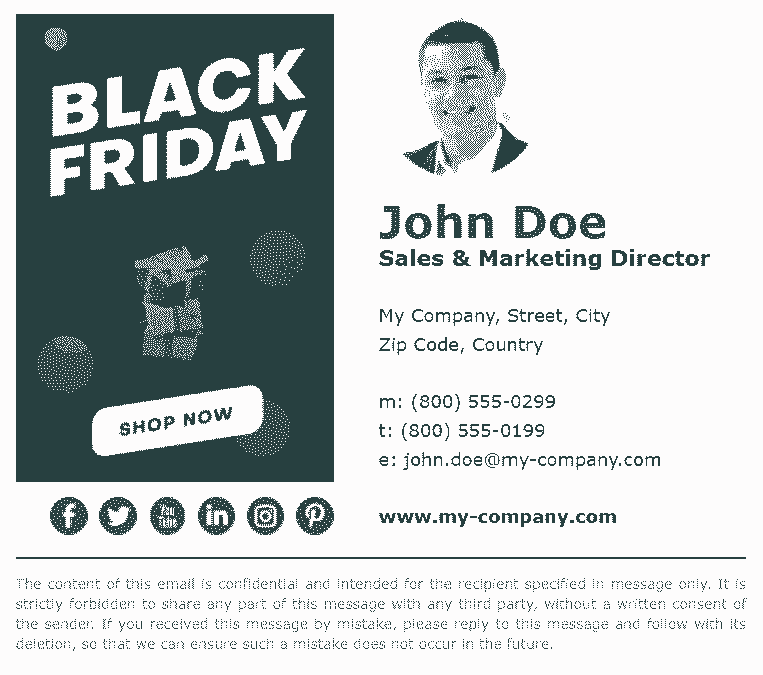 BLACK
FRIDAY
SHOP NOW
John Doe
Sales & Marketing Director
My Company, Street, City
Zip Code, Country
m: (800) 555-0299
t: (800) 555-0199
e: john.doe@my-company.com
www.my-company.com
The content of this email is confidential and intended for the recipient specified in message only. It is
strictly forbidden to share any part of this message with any third party, without a written consent of
the sender. If you received this message by mistake, please reply to this message and follow with its
deletion, so that we can ensure such a mistake does not occur in the future.